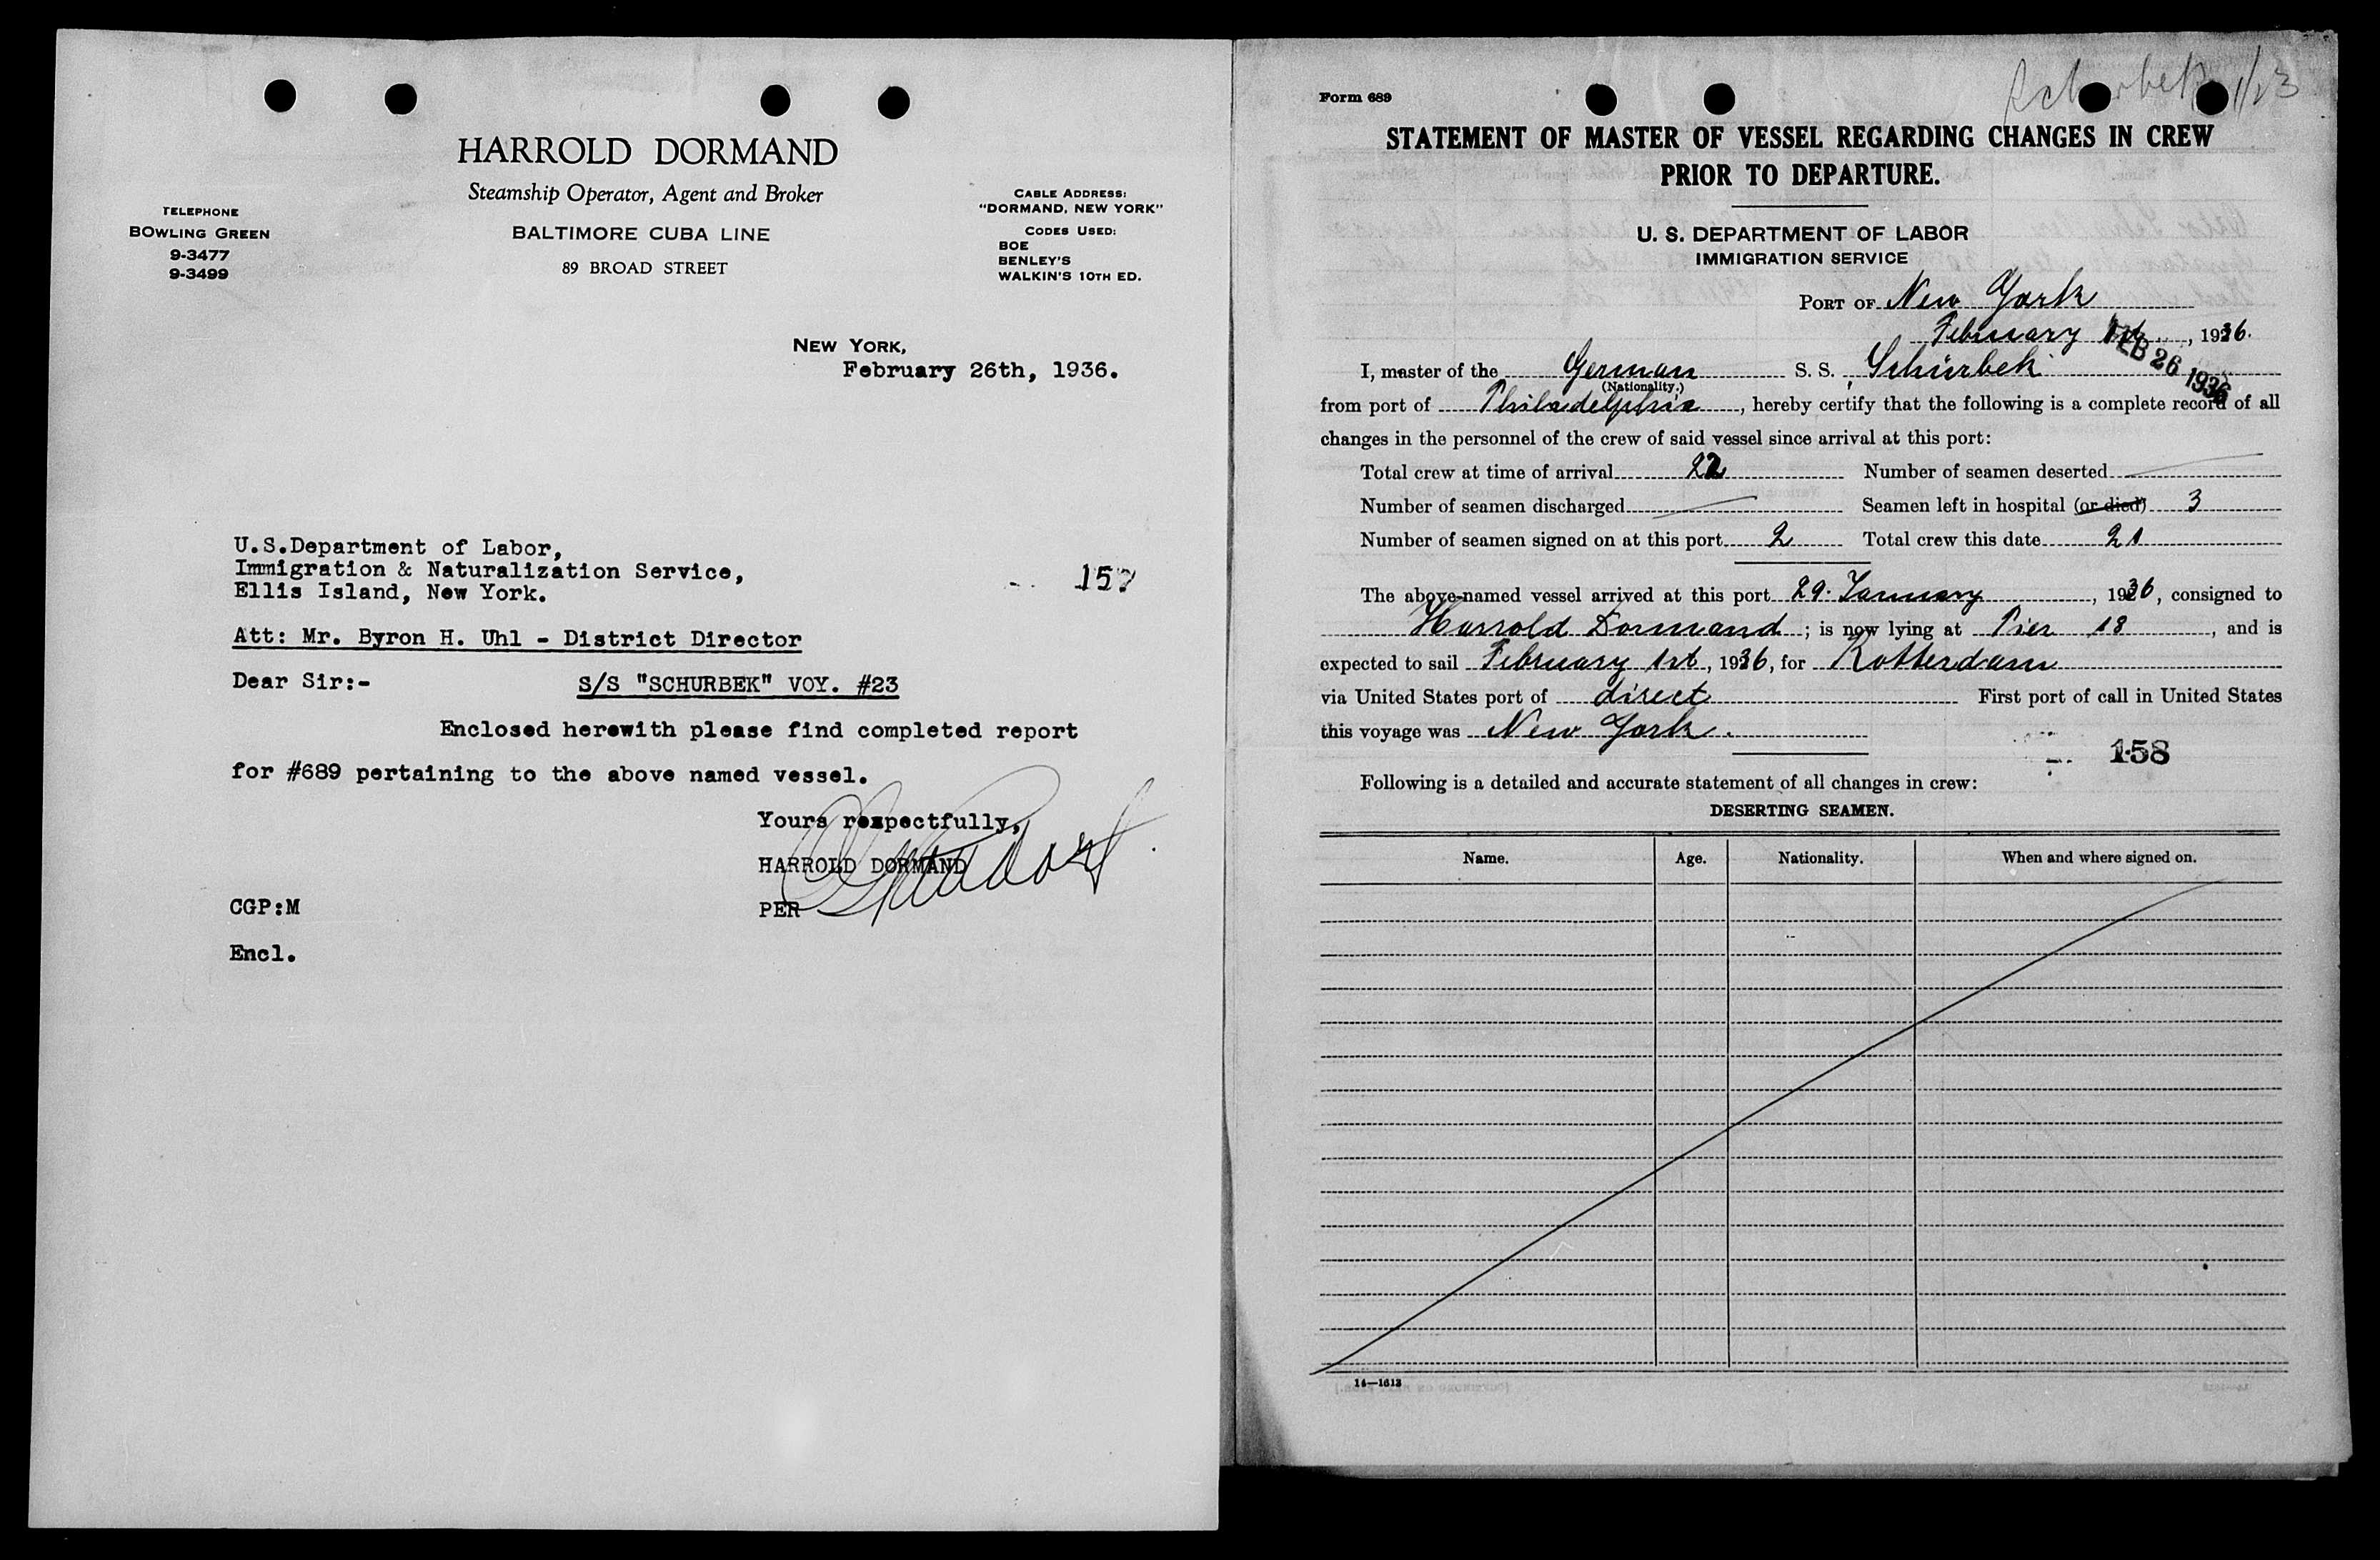 HARROLD DORMAND
Steamship Operator, Agent and Broker
BALTIMORE CUBA LINE
89 BROAD STREET
TELEPHONE
BOWLING GREEN
9-3477
9-3499
CABLE ADDRESS:
"DORMAND, NEW YORK"
CODES USED:
BOE
BENLEY'S
WALKIN'S 10TH ED.
NEW YORK,
February 26th, 1936.
U.S.Department of Labor,
Immigration & Naturalization Service,
Ellis Island, New York.
157
Att: Mr. Byron H. Uhl - District Director
Dear Sir:-
S/S "SCHURBEK" VOY. #23
Enclosed herewith please find completed report
for #689 pertaining to the above named vessel.
Yours respectfully,
HARROLD DORMAND
PER
CGP:M
Encl.
Schurbek 1/23
Form 689
STATEMENT OF MASTER OF VESSEL REGARDING CHANGES IN CREW
PRIOR TO DEPARTURE.
U. S. DEPARTMENT OF LABOR
IMMIGRATION SERVICE
PORT OF New York
February 1st, 1936.
FEB 26 1936
I, master of the German S. S. Schürbek
(Nationality.)
from port of Philadelphia, hereby certify that the following is a complete record of all
changes in the personnel of the crew of said vessel since arrival at this port:
Total crew at time of arrival 22 Number of seamen deserted —
Number of seamen discharged — Seamen left in hospital (or died) 3
Number of seamen signed on at this port 2 Total crew this date 21
The above-named vessel arrived at this port 29. January, 1936, consigned to
Harrold Dormand; is now lying at Pier 18, and is
expected to sail February 1st, 1936, for Rotterdam
via United States port of direct First port of call in United States
this voyage was New York.
158
Following is a detailed and accurate statement of all changes in crew:
DESERTING SEAMEN.
Name. Age. Nationality. When and where signed on.
14—1613